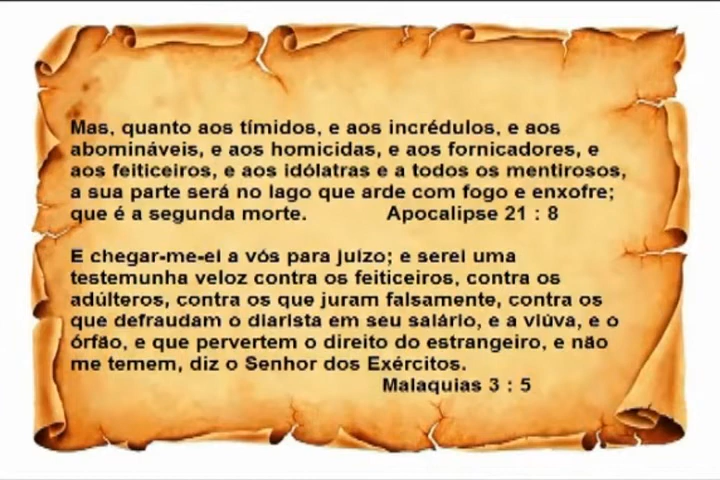 Mas, quanto aos tímidos, e aos incrédulos, e aos
abomináveis, e aos homicidas, e aos fornicadores, e
aos feiticeiros, e aos idólatras e a todos os mentirosos,
a sua parte será no lago que arde com fogo e enxofre;
que é a segunda morte. Apocalipse 21 : 8
E chegar-me-ei a vós para juízo; e serei uma
testemunha veloz contra os feiticeiros, contra os
adúlteros, contra os que juram falsamente, contra os
que defraudam o diarista em seu salário, e a viúva, e o
órfão, e que pervertem o direito do estrangeiro, e não
me temem, diz o Senhor dos Exércitos.
Malaquias 3 : 5